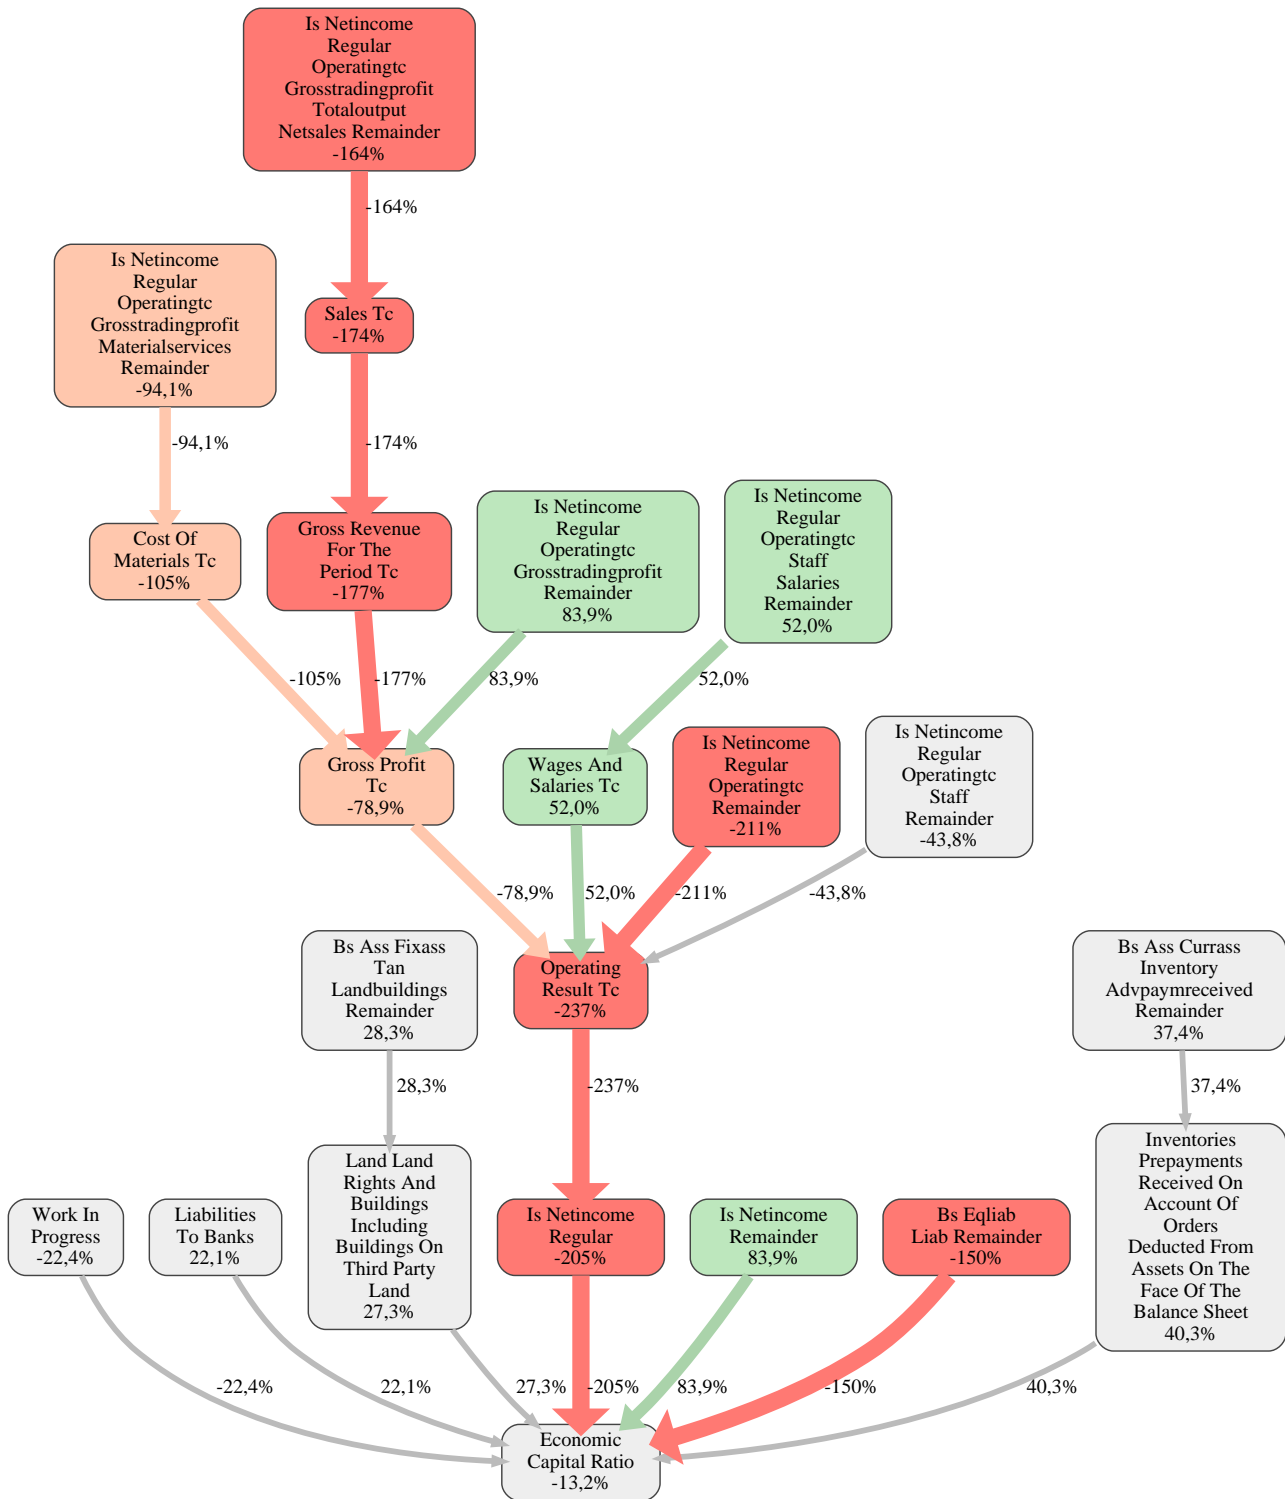 Is Netincome
Regular
Operatingtc
Grosstradingprofit
Totaloutput
Netsales Remainder
-164%
-164%
Is Netincome
Regular
Operatingtc
Grosstradingprofit
Materialservices
Remainder
-94,1%
Sales Tc
-174%
-94,1%
-174%
Cost Of
Materials Tc
-105%
Gross Revenue
For The
Period Tc
-177%
Is Netincome
Regular
Operatingtc
Grosstradingprofit
Remainder
83,9%
Is Netincome
Regular
Operatingtc
Staff
Salaries
Remainder
52,0%
-105%
-177%
83,9%
52,0%
Gross Profit
Tc
-78,9%
Wages And
Salaries Tc
52,0%
Is Netincome
Regular
Operatingtc
Remainder
-211%
Is Netincome
Regular
Operatingtc
Staff
Remainder
-43,8%
-78,9%
52,0%
-211%
-43,8%
Bs Ass Fixass
Tan
Landbuildings
Remainder
28,3%
Operating
Result Tc
-237%
Bs Ass Currass
Inventory
Advpaymreceived
Remainder
37,4%
28,3%
-237%
37,4%
Work In
Progress
-22,4%
Liabilities
To Banks
22,1%
Land Land
Rights And
Buildings
Including
Buildings On
Third Party
Land
27,3%
Is Netincome
Regular
-205%
Is Netincome
Remainder
83,9%
Bs Eqliab
Liab Remainder
-150%
Inventories
Prepayments
Received On
Account Of
Orders
Deducted From
Assets On The
Face Of The
Balance Sheet
40,3%
-22,4%
22,1%
27,3%
-205%
83,9%
-150%
40,3%
Economic
Capital Ratio
-13,2%